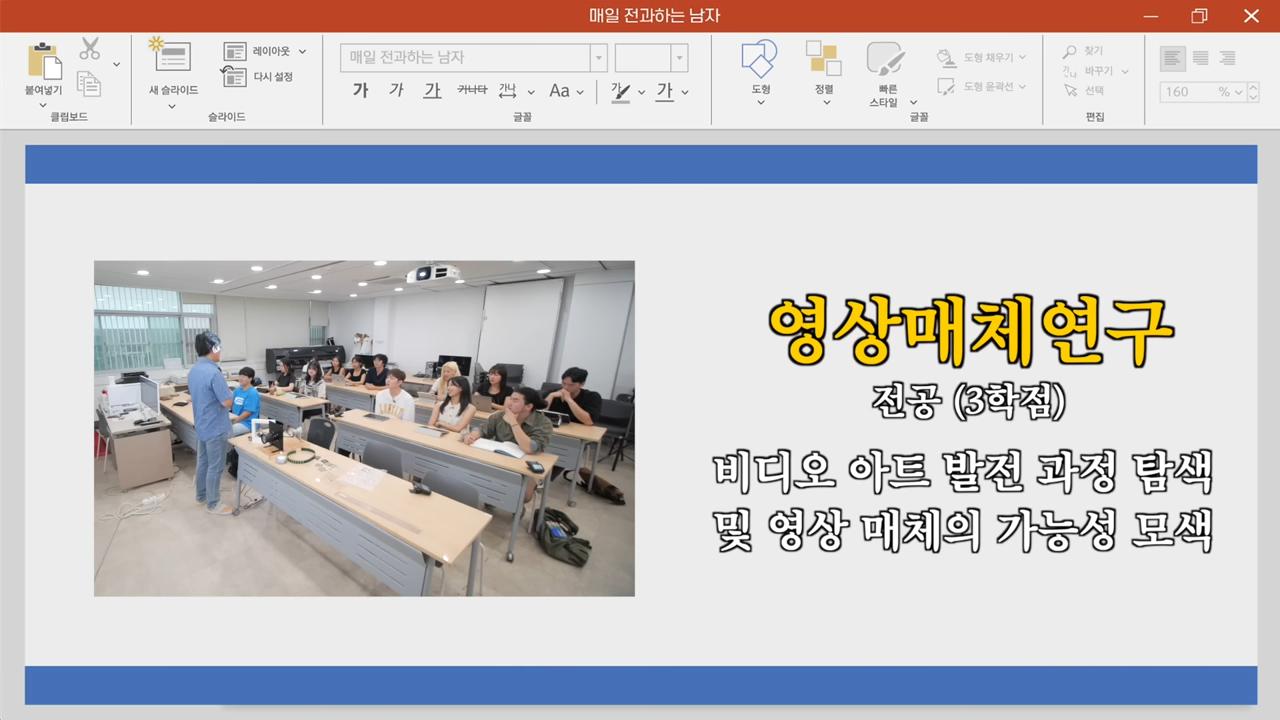 매일 전과하는 남자
붙여넣기
클립보드
새 슬라이드
레이아웃
다시 설정
슬라이드
매일 전과하는 남자
가 가 가 가나다 간나 Aa 가 가
글꼴
도형
정렬
빠른
스타일
도형 채우기
도형 윤곽선
글꼴
찾기
바꾸기
선택
편집
160 %
영상매체연구
전공 (3학점)
비디오 아트 발전 과정 탐색
및 영상 매체의 가능성 모색